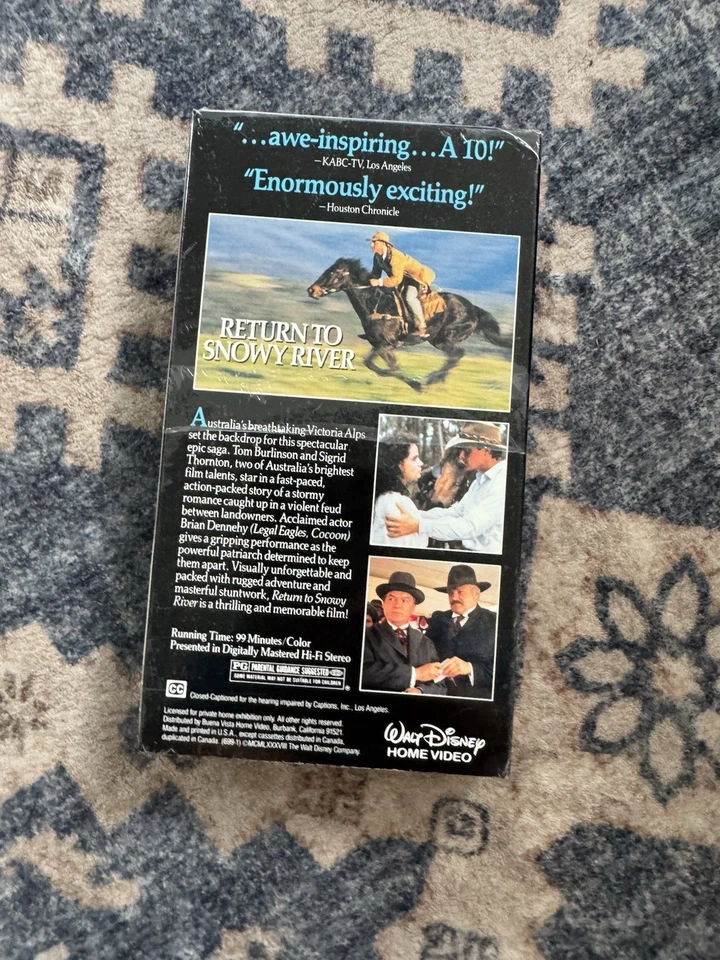 “...awe-inspiring...A 10!”
–KABC-TV, Los Angeles
“Enormously exciting!”
–Houston Chronicle
RETURN TO
SNOWY RIVER
Australia's breathtaking Victoria Alps
set the backdrop for this spectacular
epic saga. Tom Burlinson and Sigrid
Thornton, two of Australia's brightest
film talents, star in a fast-paced,
action-packed story of a stormy
romance caught up in a violent feud
between landowners. Acclaimed actor
Brian Dennehy (Legal Eagles, Cocoon)
gives a gripping performance as the
powerful patriarch determined to keep
them apart. Visually unforgettable and
packed with rugged adventure and
masterful stuntwork, Return to Snowy
River is a thrilling and memorable film!
Running Time: 99 Minutes/Color
Presented in Digitally Mastered Hi-Fi Stereo
PG PARENTAL GUIDANCE SUGGESTED
SOME MATERIAL MAY NOT BE SUITABLE FOR CHILDREN
CC Closed-Captioned for the hearing impaired by Captions, Inc., Los Angeles.
Licensed for private home exhibition only. All other rights reserved.
Distributed by Buena Vista Home Video, Burbank, California 91521.
Made and printed in U.S.A., except cassettes distributed in Canada,
duplicated in Canada. (699-1) ©MCMLXXXVIII The Walt Disney Company.
WALT DISNEY
HOME VIDEO